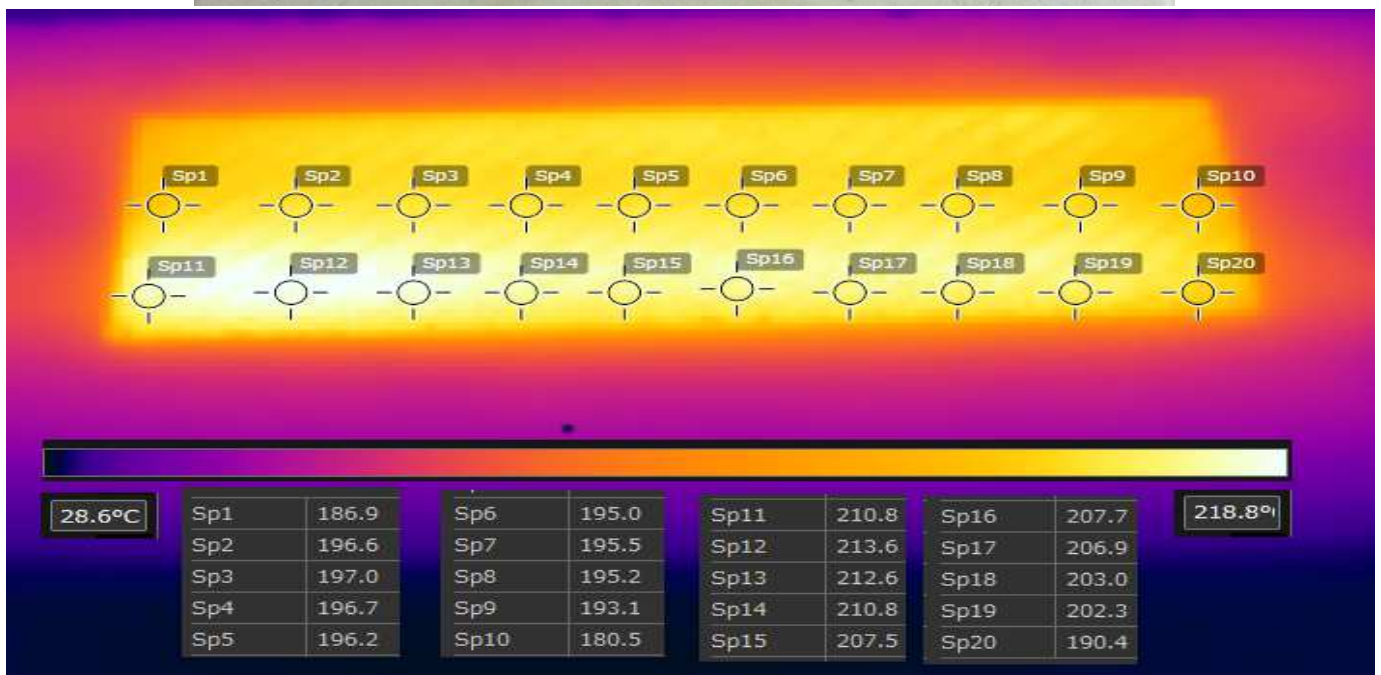 Sp1 Sp2 Sp3 Sp4 Sp5 Sp6 Sp7 Sp8 Sp9 Sp10
Sp11 Sp12 Sp13 Sp14 Sp15 Sp16 Sp17 Sp18 Sp19 Sp20
28.6°C
218.8°
Sp1 186.9
Sp2 196.6
Sp3 197.0
Sp4 196.7
Sp5 196.2
Sp6 195.0
Sp7 195.5
Sp8 195.2
Sp9 193.1
Sp10 180.5
Sp11 210.8
Sp12 213.6
Sp13 212.6
Sp14 210.8
Sp15 207.5
Sp16 207.7
Sp17 206.9
Sp18 203.0
Sp19 202.3
Sp20 190.4